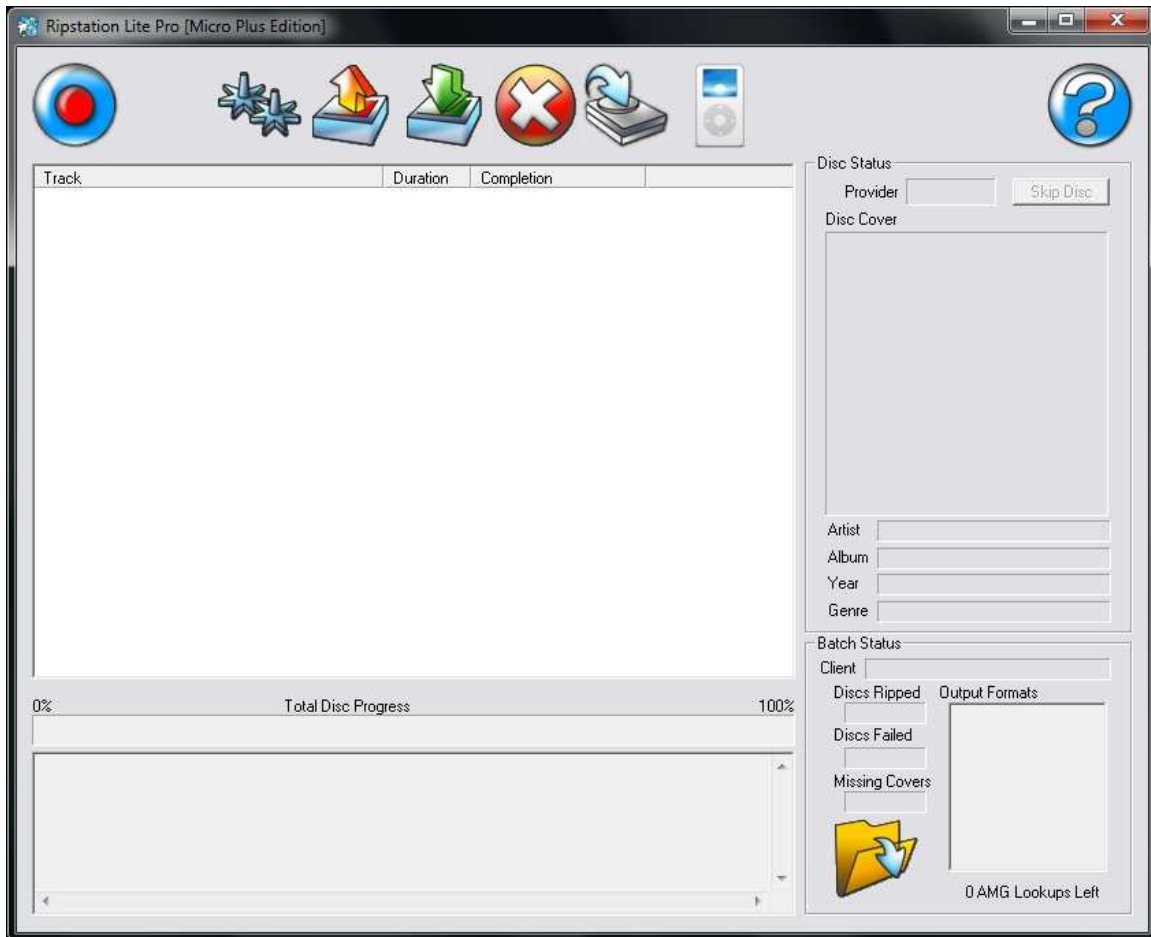 Ripstation Lite Pro [Micro Plus Edition]
Track Duration Completion
Disc Status
Provider Skip Disc
Disc Cover
Artist
Album
Year
Genre
Batch Status
Client
Discs Ripped Output Formats
Discs Failed
Missing Covers
0 AMG Lookups Left
0% Total Disc Progress 100%